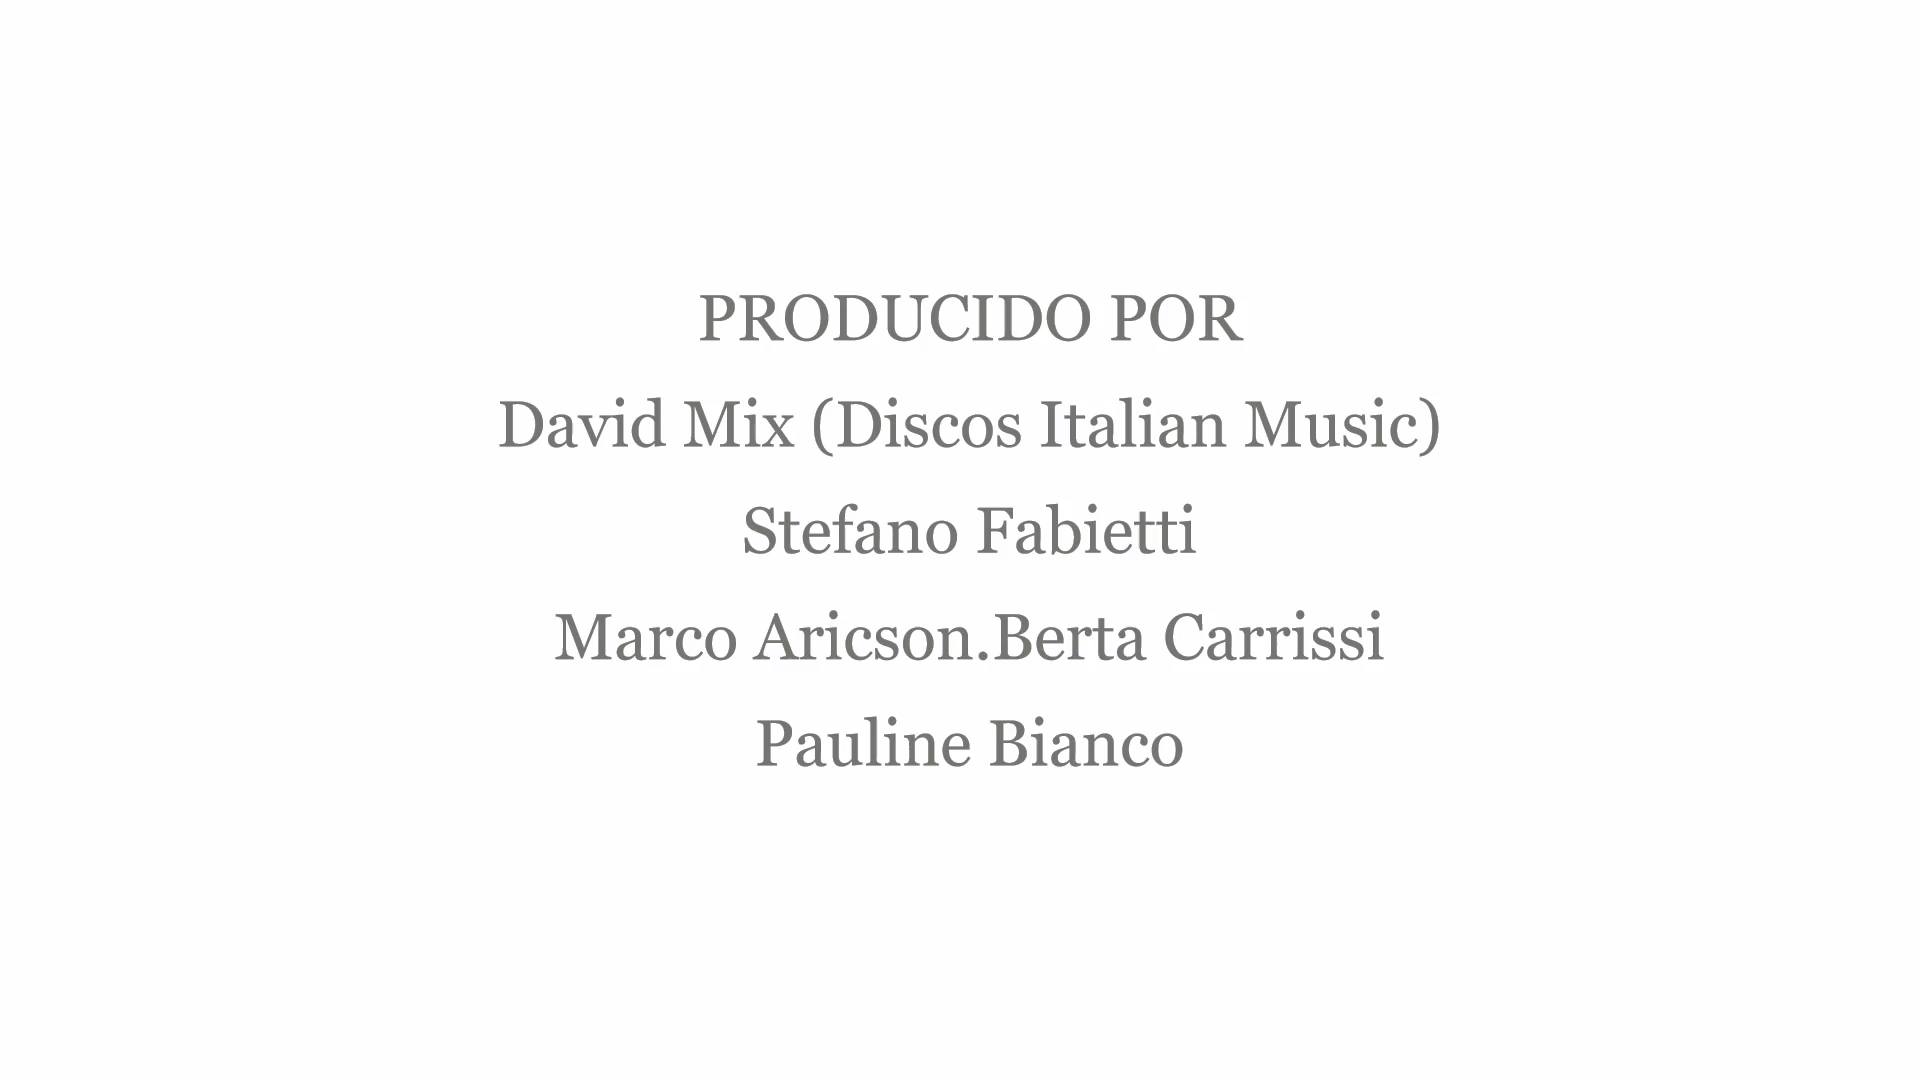 PRODUCIDO POR
David Mix (Discos Italian Music)
Stefano Fabietti
Marco Aricson.Berta Carrissi
Pauline Bianco